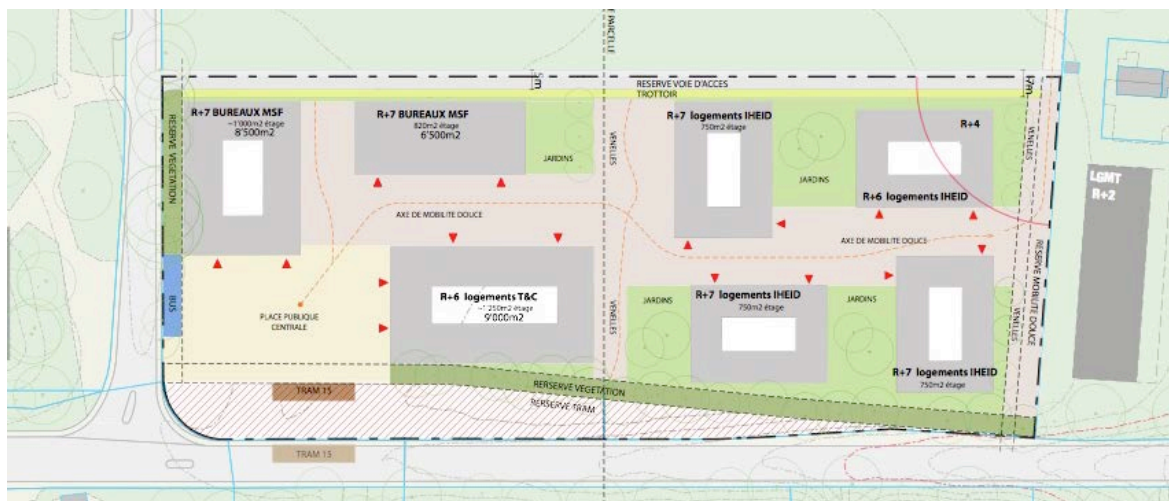 E PARCELLE
5m
12m
RESERVE VOIE D'ACCES
TROTTOIR
R+7 BUREAUX MSF
~1'000m2 étage
8'500m2
R+7 BUREAUX MSF
820m2 étage
6'500m2
JARDINS
VENELLES
R+7 logements IHEID
750m2 étage
JARDINS
R+4
R+6 logements IHEID
VENELLES
LGMT
R+2
RESERVE VEGETATION
AXE DE MOBILITE DOUCE
AXE DE MOBILITE DOUCE
RESERVE MOBILITE DOUCE
BUS
PLACE PUBLIQUE
CENTRALE
R+6 logements T&C
~1'250m2 étage
9'000m2
VENELLES
JARDINS
R+7 logements IHEID
750m2 étage
JARDINS
R+7 logements IHEID
750m2 étage
VENELLES
RERSERVE VEGETATION
RERSERVE TRAM
TRAM 15
TRAM 15